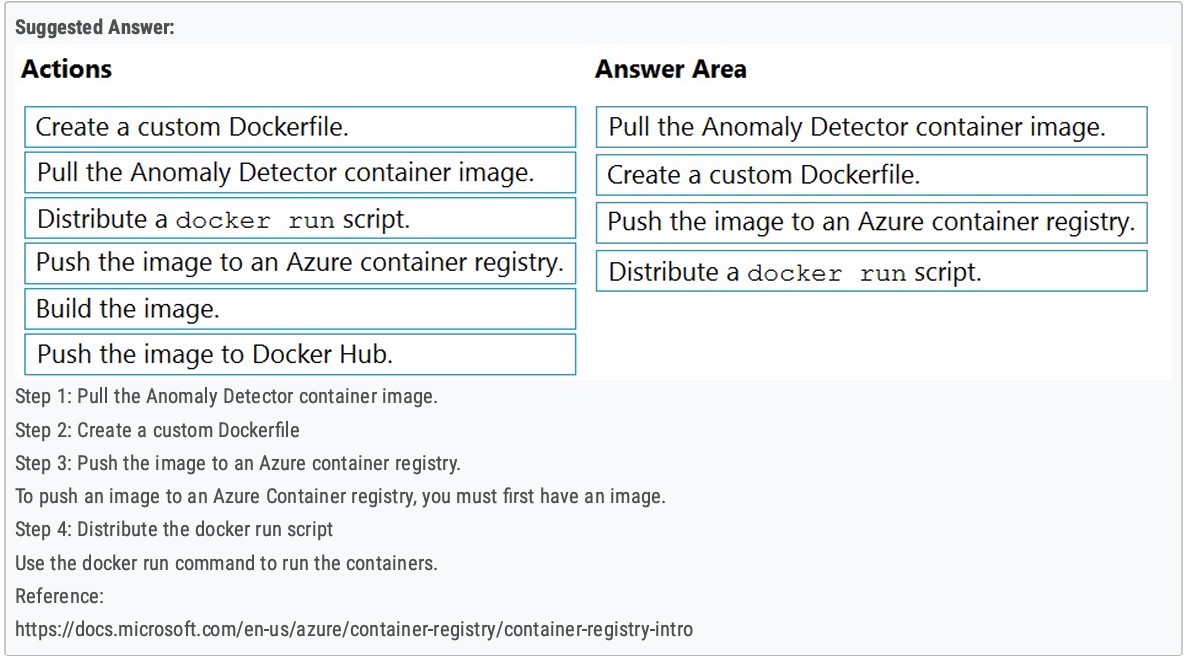 Suggested Answer:
Actions
Answer Area
Create a custom Dockerfile.
Pull the Anomaly Detector container image.
Distribute a docker run script.
Push the image to an Azure container registry.
Build the image.
Push the image to Docker Hub.
Pull the Anomaly Detector container image.
Create a custom Dockerfile.
Push the image to an Azure container registry.
Distribute a docker run script.
Step 1: Pull the Anomaly Detector container image.
Step 2: Create a custom Dockerfile
Step 3: Push the image to an Azure container registry.
To push an image to an Azure Container registry, you must first have an image.
Step 4: Distribute the docker run script
Use the docker run command to run the containers.
Reference:
https://docs.microsoft.com/en-us/azure/container-registry/container-registry-intro